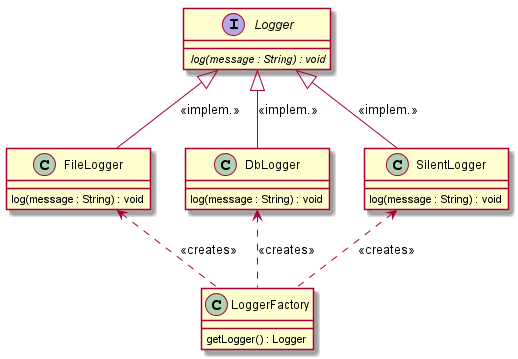 I Logger
log(message : String) : void
«implem.» «implem.» «implem.»
C FileLogger
log(message : String) : void
C DbLogger
log(message : String) : void
C SilentLogger
log(message : String) : void
«creates» «creates» «creates»
C LoggerFactory
getLogger() : Logger